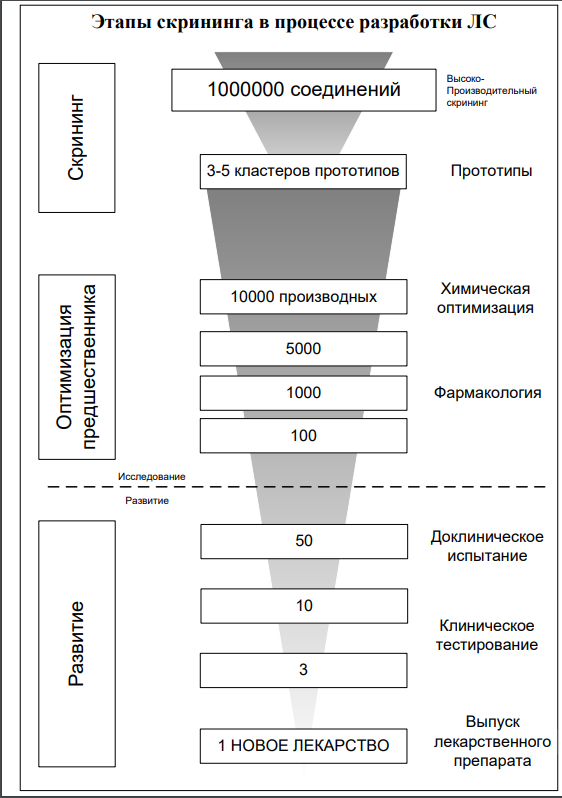 Этапы скрининга в процессе разработки ЛС
Скрининг
1000000 соединений
Высоко-
Производительный
скрининг
3-5 кластеров прототипов
Прототипы
Оптимизация
предшественника
10000 производных
Химическая
оптимизация
5000
1000
Фармакология
100
Исследование
Развитие
Развитие
50
Доклиническое
испытание
10
Клиническое
тестирование
3
1 НОВОЕ ЛЕКАРСТВО
Выпуск
лекарственного
препарата